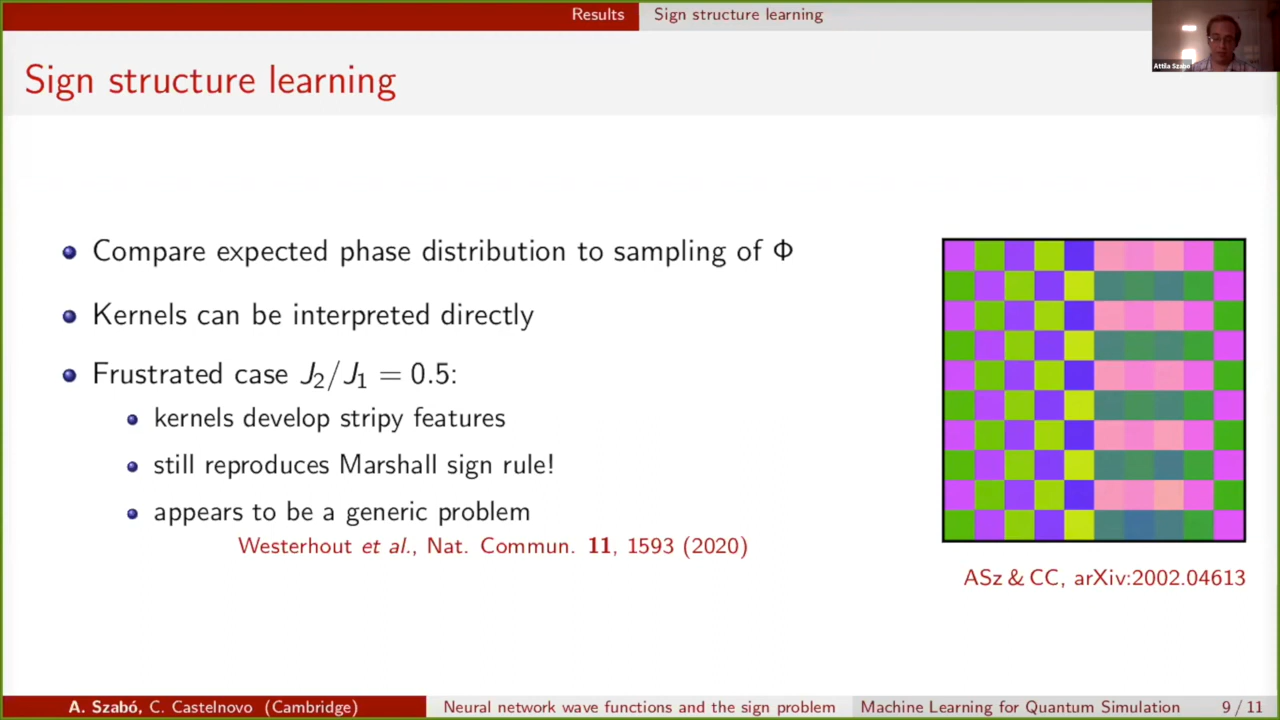 Results Sign structure learning
Attila Szabó
Sign structure learning
Compare expected phase distribution to sampling of Φ
Kernels can be interpreted directly
Frustrated case J₂/J₁ = 0.5:
kernels develop stripy features
still reproduces Marshall sign rule!
appears to be a generic problem
Westerhout et al., Nat. Commun. 11, 1593 (2020)
ASz & CC, arXiv:2002.04613
A. Szabó, C. Castelnovo (Cambridge) Neural network wave functions and the sign problem Machine Learning for Quantum Simulation 9 / 11